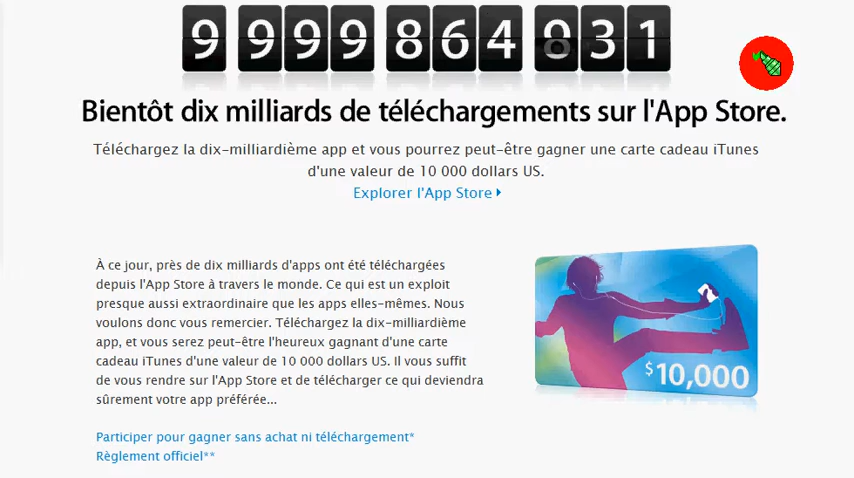 9 999 864 831
Bientôt dix milliards de téléchargements sur l'App Store.
Téléchargez la dix-milliardième app et vous pourrez peut-être gagner une carte cadeau iTunes
d'une valeur de 10 000 dollars US.
Explorer l'App Store
À ce jour, près de dix milliards d'apps ont été téléchargées
depuis l'App Store à travers le monde. Ce qui est un exploit
presque aussi extraordinaire que les apps elles-mêmes. Nous
voulons donc vous remercier. Téléchargez la dix-milliardième
app, et vous serez peut-être l'heureux gagnant d'une carte
cadeau iTunes d'une valeur de 10 000 dollars US. Il vous suffit
de vous rendre sur l'App Store et de télécharger ce qui deviendra
sûrement votre app préférée...
$10,000
Participer pour gagner sans achat ni téléchargement*
Règlement officiel**